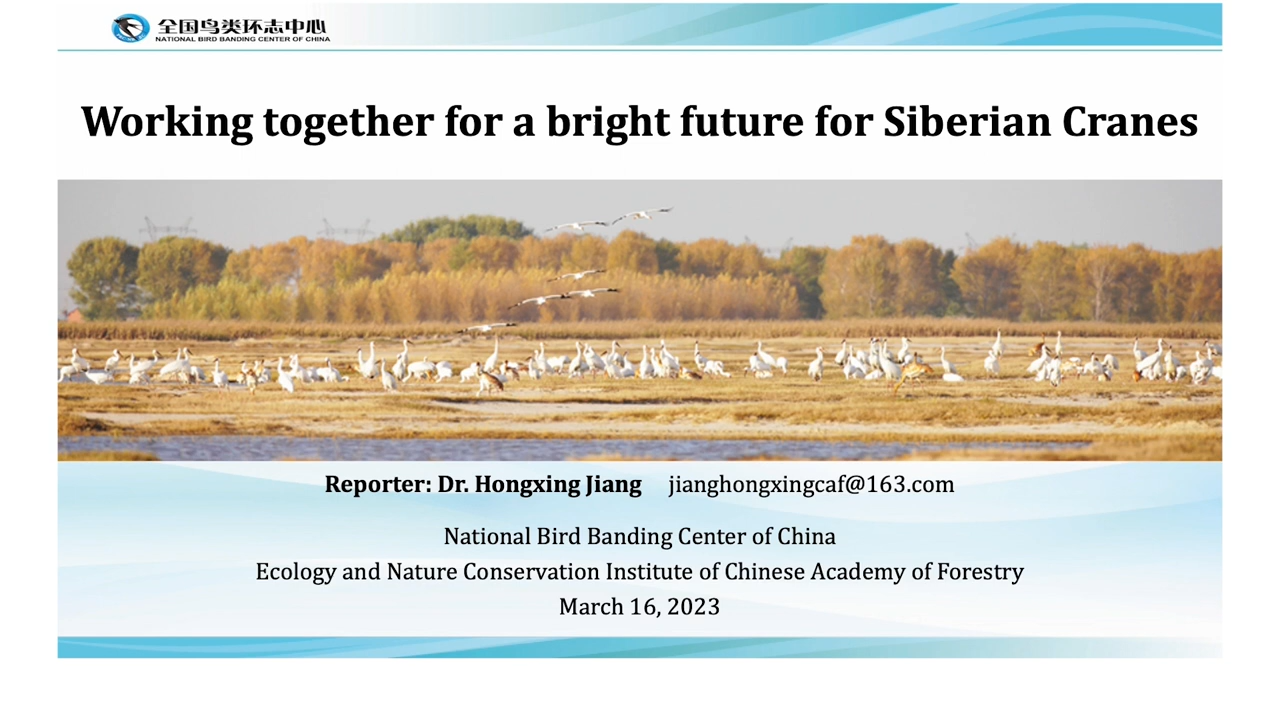 全国鸟类环志中心
NATIONAL BIRD BANDING CENTER OF CHINA
Working together for a bright future for Siberian Cranes
Reporter: Dr. Hongxing Jiang jianghongxingcaf@163.com
National Bird Banding Center of China
Ecology and Nature Conservation Institute of Chinese Academy of Forestry
March 16, 2023